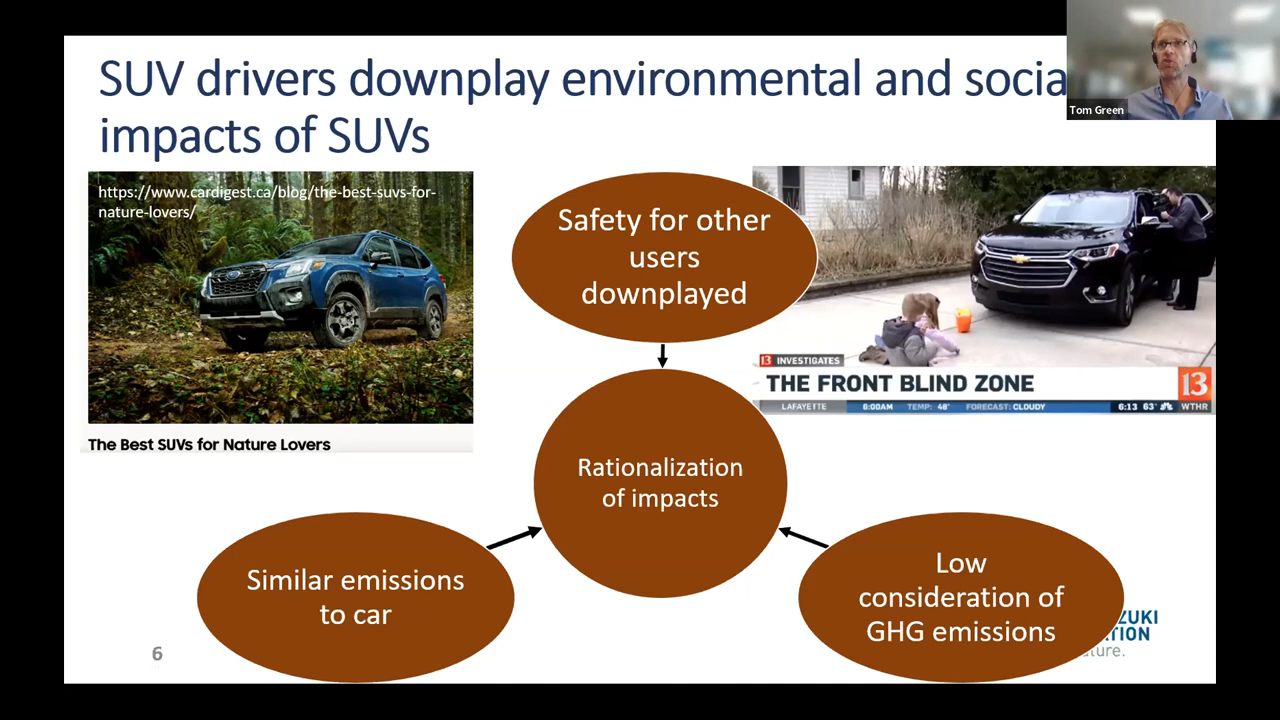 SUV drivers downplay environmental and socia
impacts of SUVs
Tom Green
https://www.cardigest.ca/blog/the-best-suvs-for-
nature-lovers/
The Best SUVs for Nature Lovers
Safety for other
users
downplayed
13 INVESTIGATES
THE FRONT BLIND ZONE
13
LAFAYETTE 6:00AM TEMP: 48° FORECAST: CLOUDY 6:13 63° WTHR
Rationalization
of impacts
Similar emissions
to car
Low
consideration of
GHG emissions
ZUKI
TION
ature.
6